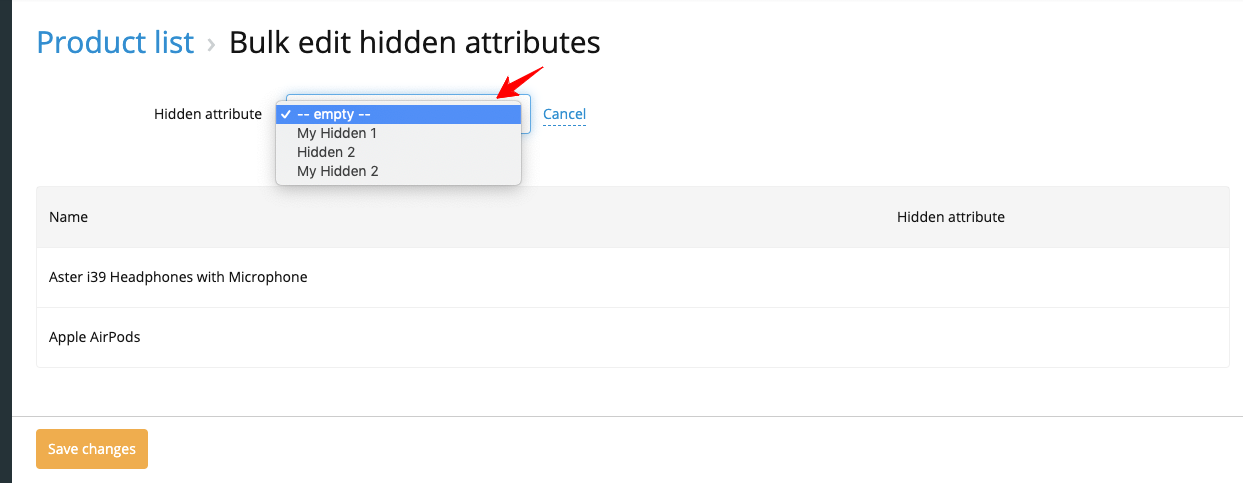 Product list › Bulk edit hidden attributes
Hidden attribute ✓ -- empty -- Cancel
My Hidden 1
Hidden 2
My Hidden 2
Name Hidden attribute
Aster i39 Headphones with Microphone
Apple AirPods
Save changes